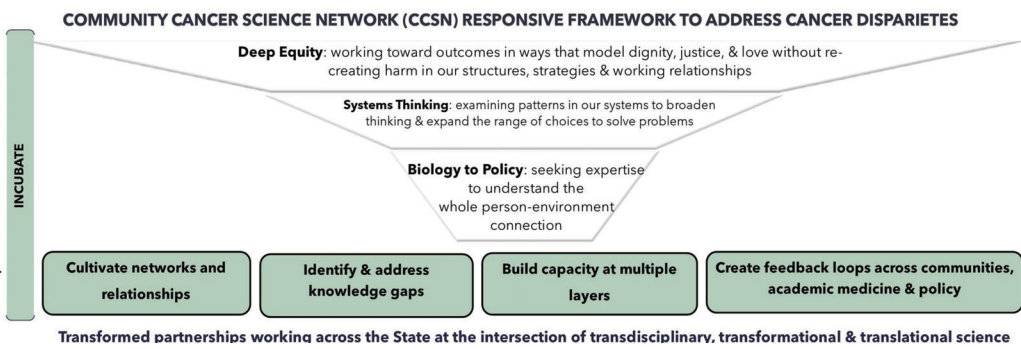 COMMUNITY CANCER SCIENCE NETWORK (CCSN) RESPONSIVE FRAMEWORK TO ADDRESS CANCER DISPARIETES
Deep Equity: working toward outcomes in ways that model dignity, justice, & love without re-
creating harm in our structures, strategies & working relationships
Systems Thinking: examining patterns in our systems to broaden
thinking & expand the range of choices to solve problems
Biology to Policy: seeking expertise
to understand the
whole person-environment
connection
INCUBATE
Cultivate networks and
relationships
Identify & address
knowledge gaps
Build capacity at multiple
layers
Create feedback loops across communities,
academic medicine & policy
Transformed partnerships working across the State at the intersection of transdisciplinary, transformational & translational science